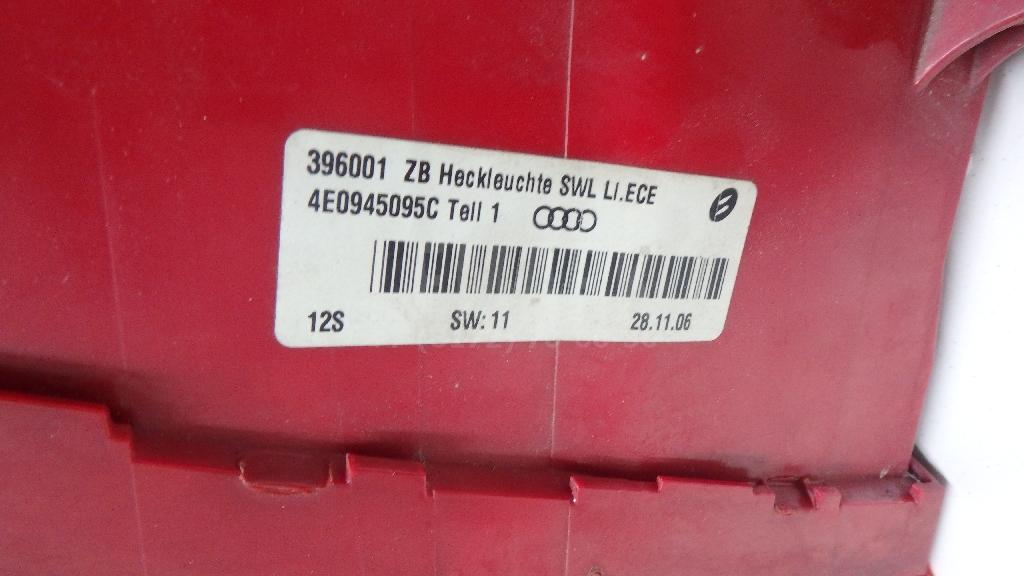 396001 ZB Heckleuchte SWL LI.ECE
4E0945095C Teil 1
12S SW: 11 28.11.06